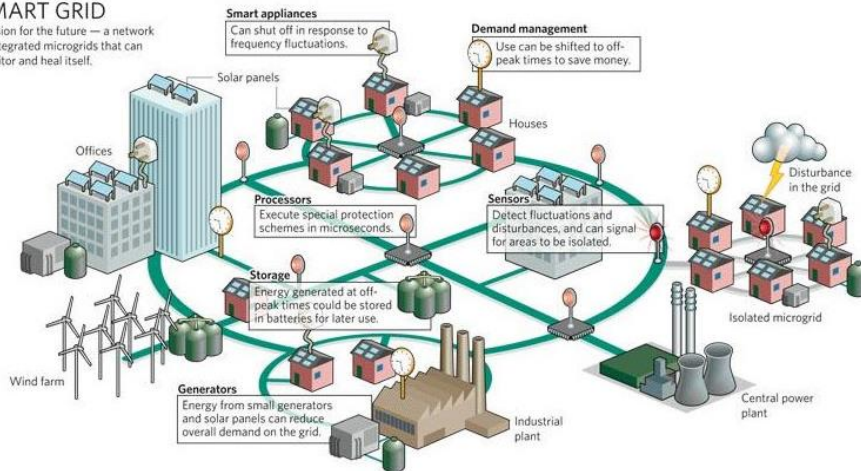 MART GRID
sion for the future — a network
tegrated microgrids that can
itor and heal itself.
Smart appliances
Can shut off in response to
frequency fluctuations.
Demand management
Use can be shifted to off-
peak times to save money.
Solar panels
Houses
Offices
Disturbance
in the grid
Processors
Execute special protection
schemes in microseconds.
Sensors
Detect fluctuations and
disturbances, and can signal
for areas to be isolated.
Storage
Energy generated at off-
peak times could be stored
in batteries for later use.
Isolated microgrid
Wind farm
Generators
Energy from small generators
and solar panels can reduce
overall demand on the grid.
Industrial
plant
Central power
plant